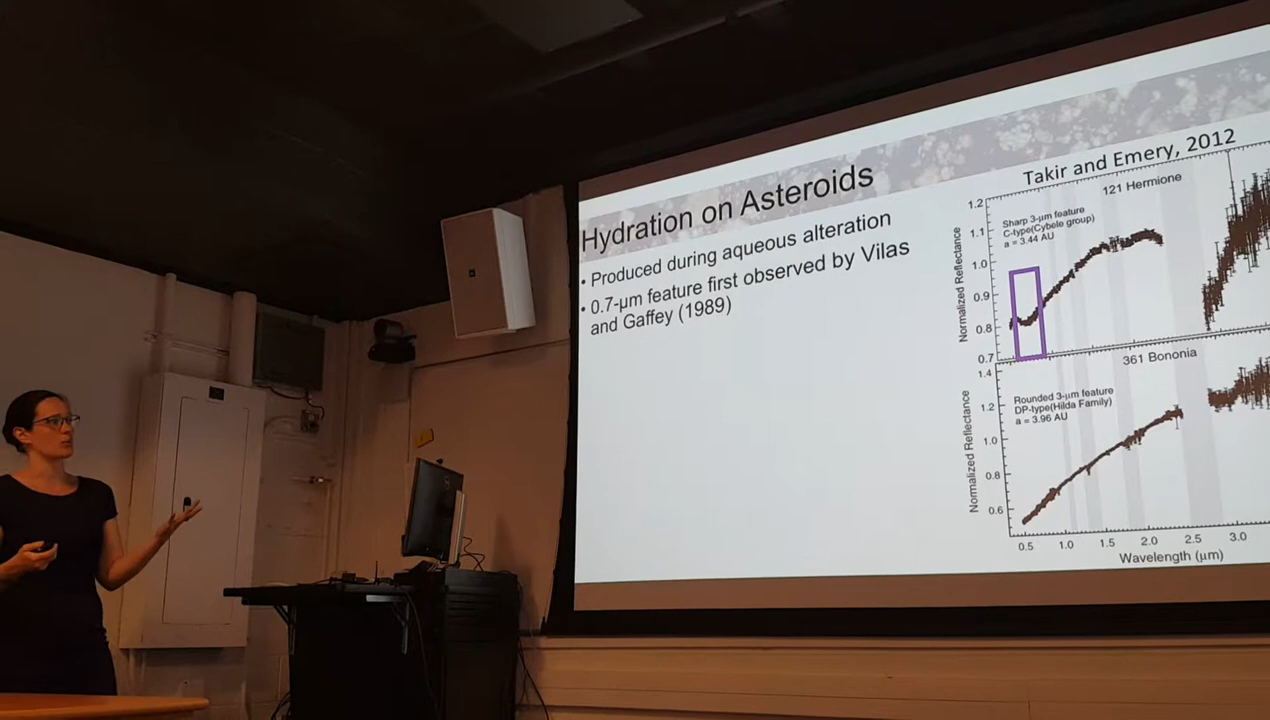 Hydration on Asteroids
• Produced during aqueous alteration
• 0.7-μm feature first observed by Vilas
and Gaffey (1989)
Takir and Emery, 2012
121 Hermione
Sharp 3-μm feature
C-type(Cybele group)
a = 3.44 AU
Normalized Reflectance
1.2
1.1
1.0
0.9
0.8
0.7
361 Bononia
Rounded 3-μm feature
DP-type(Hilda Family)
a = 3.96 AU
Normalized Reflectance
1.4
1.2
1.0
0.8
0.6
0.5 1.0 1.5 2.0 2.5 3.0
Wavelength (μm)